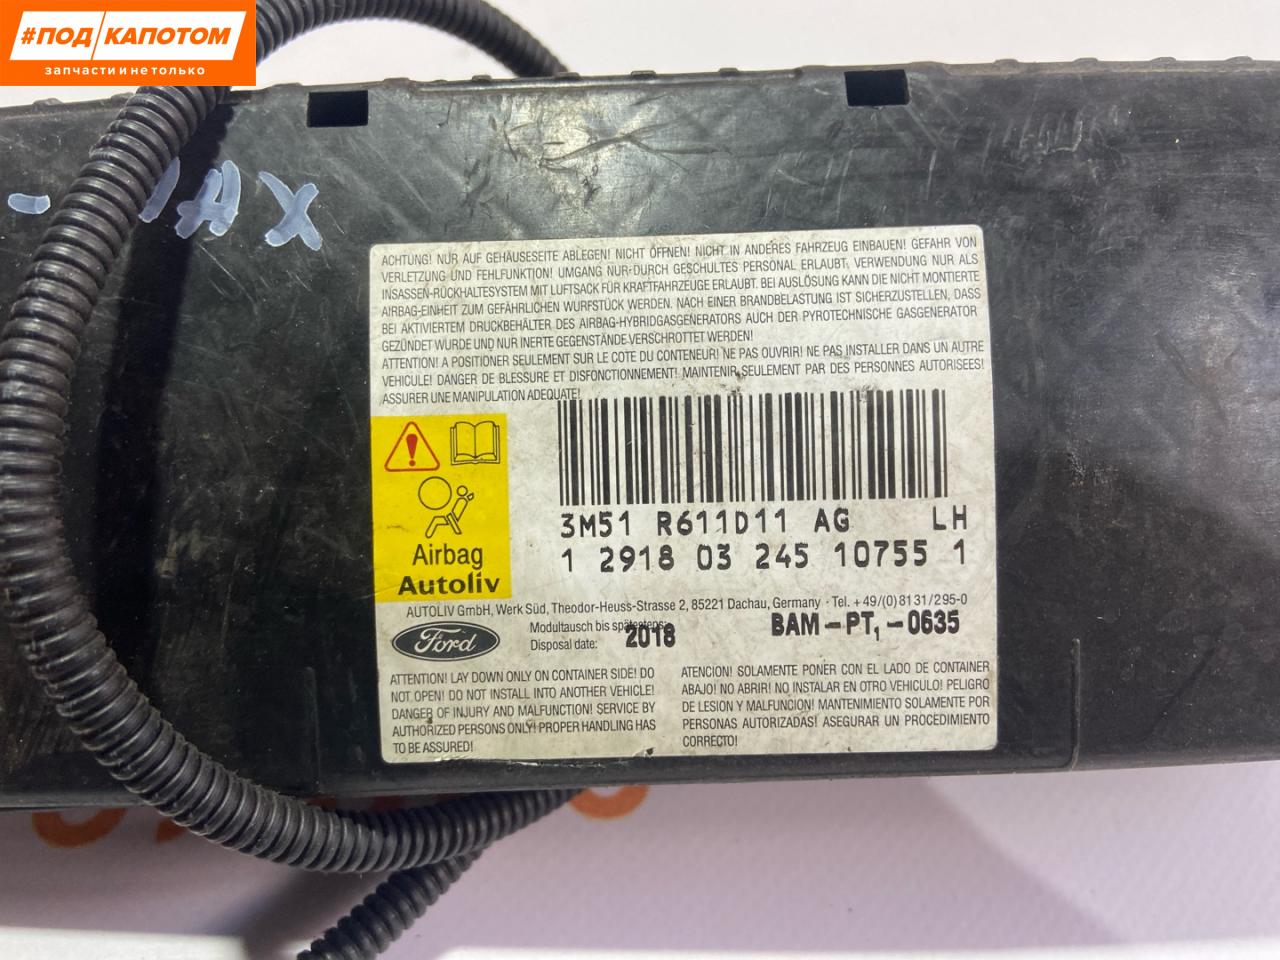 #ПОД/КАПОТОМ
запчасти и не только
ACHTUNG! NUR AUF GEHÄUSESEITE ABLEGEN! NICHT ÖFFNEN! NICHT IN ANDERES FAHRZEUG EINBAUEN! GEFAHR VON
VERLETZUNG UND FEHLFUNKTION! UMGANG NUR DURCH GESCHULTES PERSONAL ERLAUBT. VERWENDUNG NUR ALS
INSASSEN-RÜCKHALTESYSTEM MIT LUFTSACK FÜR KRAFTFAHRZEUGE ERLAUBT. BEI AUSLÖSUNG KANN DIE NICHT MONTIERTE
AIRBAG-EINHEIT ZUM GEFÄHRLICHEN WURFSTÜCK WERDEN. NACH EINER BRANDBELASTUNG IST SICHERZUSTELLEN, DASS
BEI AKTIVIERTEM DRUCKBEHÄLTER DES AIRBAG-HYBRIDGASGENERATORS AUCH DER PYROTECHNISCHE GASGENERATOR
GEZÜNDET WURDE UND NUR INERTE GEGENSTÄNDE VERSCHROTTET WERDEN!
ATTENTION! A POSITIONER SEULEMENT SUR LE COTE DU CONTENEUR! NE PAS OUVRIR! NE PAS INSTALLER DANS UN AUTRE
VEHICULE! DANGER DE BLESSURE ET DISFONCTIONNEMENT! MAINTENIR SEULEMENT PAR DES PERSONNES AUTORISEES!
ASSURER UNE MANIPULATION ADEQUATE!
3M51 R611D11 AG LH
1 2918 03 245 10755 1
Airbag
Autoliv
AUTOLIV GmbH, Werk Süd, Theodor-Heuss-Strasse 2, 85221 Dachau, Germany · Tel. +49/(0)8131/295-0
Ford
Modultausch bis spätestens:
Disposal date: 2018
BAM-PT1-0635
ATTENTION! LAY DOWN ONLY ON CONTAINER SIDE! DO
NOT OPEN! DO NOT INSTALL INTO ANOTHER VEHICLE!
DANGER OF INJURY AND MALFUNCTION! SERVICE BY
AUTHORIZED PERSONS ONLY! PROPER HANDLING HAS
TO BE ASSURED!
ATENCION! SOLAMENTE PONER CON EL LADO DE CONTAINER
ABAJO! NO ABRIR! NO INSTALAR EN OTRO VEHICULO! PELIGRO
DE LESION Y MALFUNCION! MANTENIMIENTO SOLAMENTE POR
PERSONAS AUTORIZADAS! ASEGURAR UN PROCEDIMIENTO
CORRECTO!